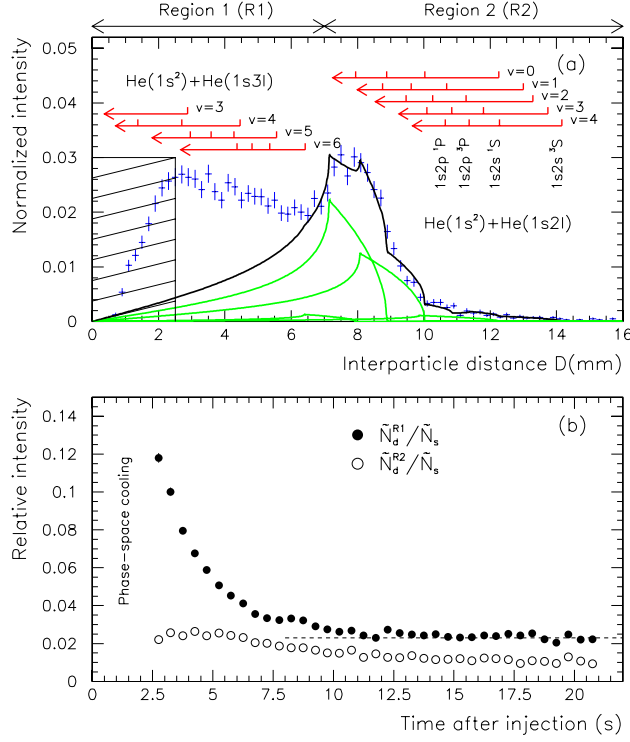 Region 1 (R1) Region 2 (R2)
0.05
0.04
0.03
0.02
0.01
0
Normalized intensity
(a)
He(1s²)+He(1s3l)
v=3
v=4
v=5
v=6
v=0
v=1
v=2
v=3
v=4
1s2p ¹P
1s2p ³P
1s2s ¹S
1s2s ³S
He(1s²)+He(1s2l)
0 2 4 6 8 10 12 14 16
Interparticle distance D(mm)
0.14
0.12
0.1
0.08
0.06
0.04
0.02
0
Relative intensity
(b)
Ñ_d^R1/Ñ_s
Ñ_d^R2/Ñ_s
Phase-space cooling
0 2.5 5 7.5 10 12.5 15 17.5 20
Time after injection (s)